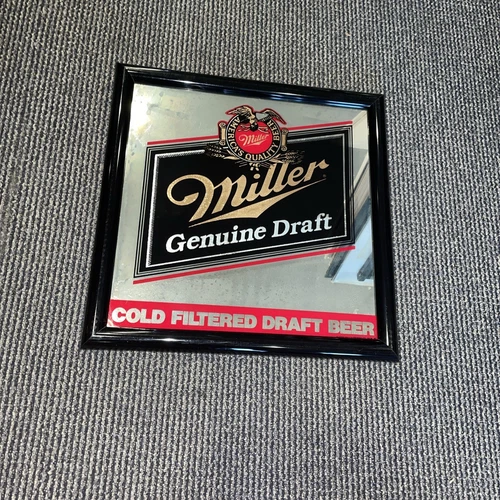 AMERICA'S QUALITY BEER
Miller
Miller
Genuine Draft
COLD FILTERED DRAFT BEER